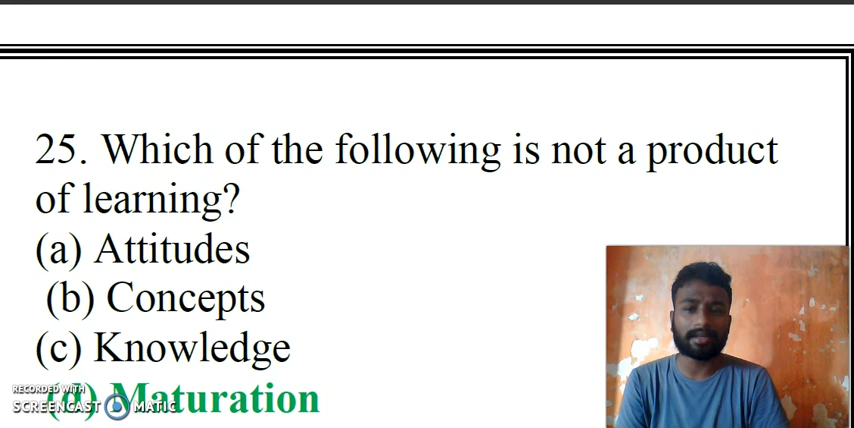 25. Which of the following is not a product
of learning?
(a) Attitudes
(b) Concepts
(c) Knowledge
(d) Maturation
RECORDED WITH
SCREENCAST MATIC